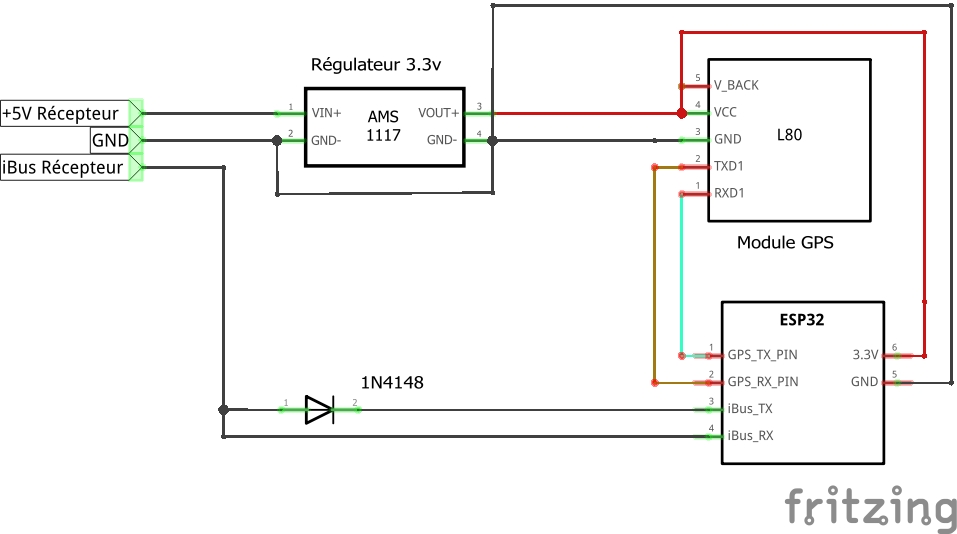 Régulateur 3.3v
+5V Récepteur
GND
iBus Récepteur
1
2
VIN+
GND-
AMS
1117
VOUT+
GND-
3
4
5
4
3
2
1
V_BACK
VCC
GND
TXD1
RXD1
L80
Module GPS
ESP32
1
2
3
4
GPS_TX_PIN
GPS_RX_PIN
iBus_TX
iBus_RX
3.3V
GND
6
5
1N4148
1
2
fritzing